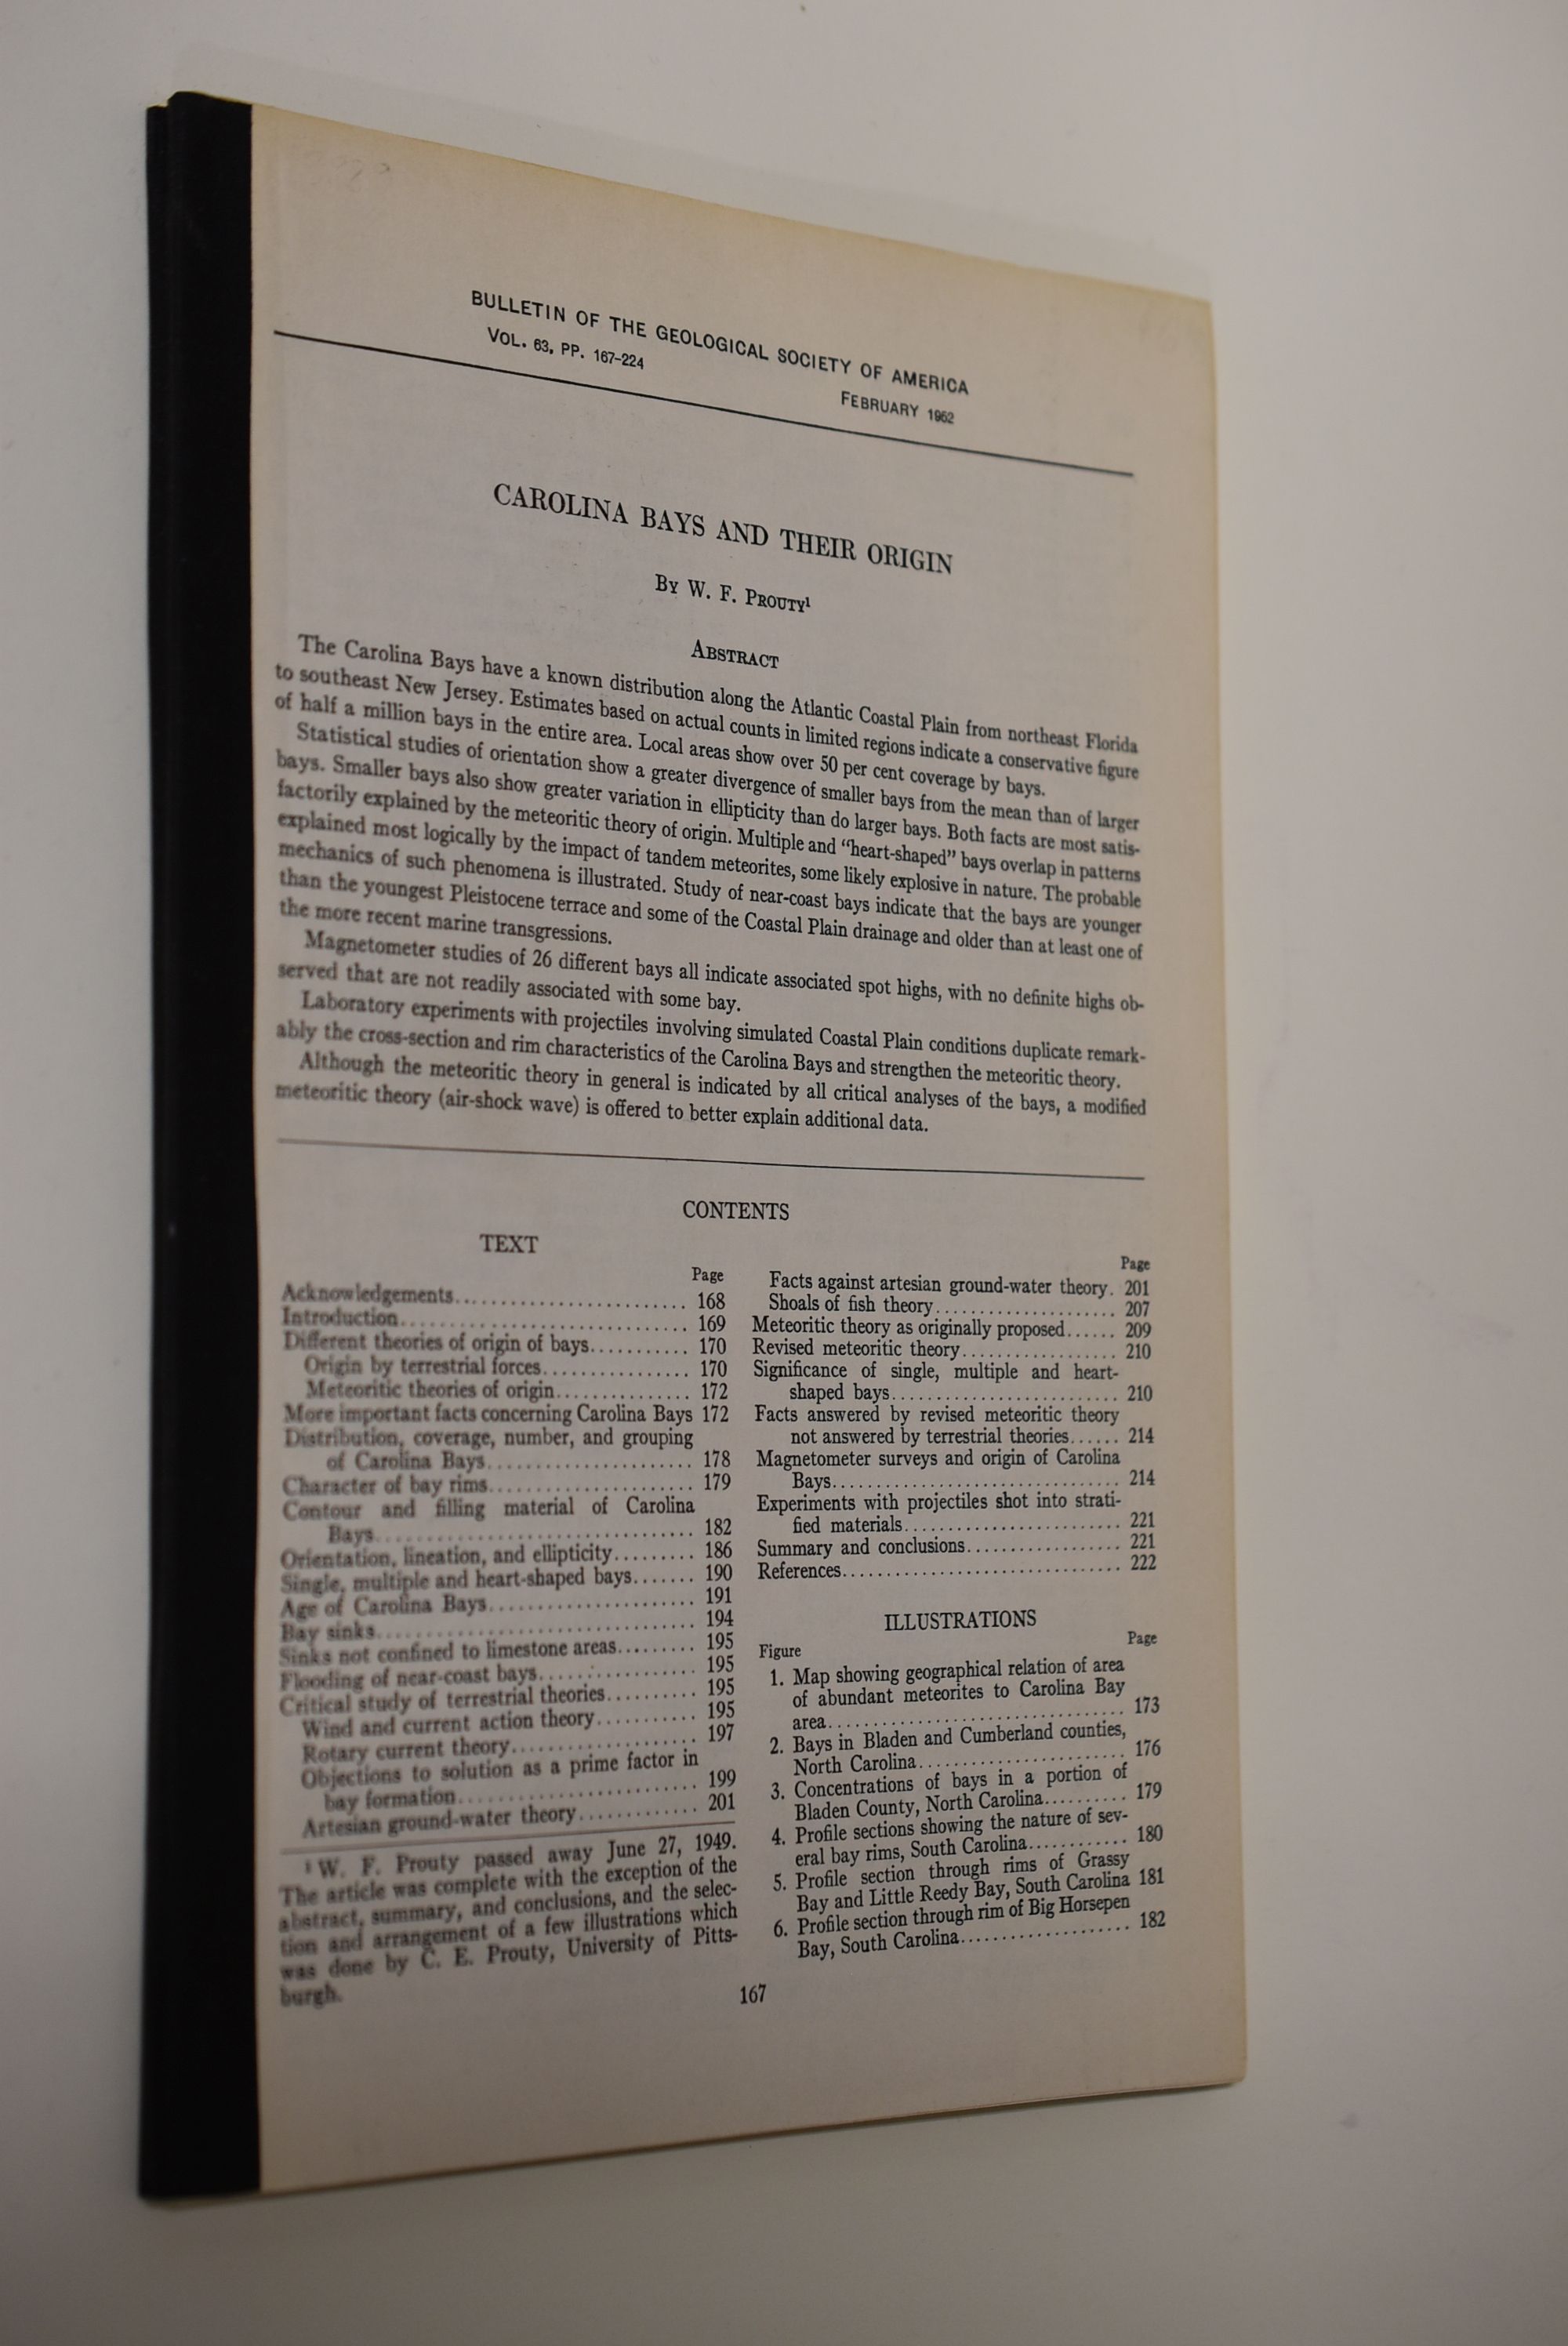 BULLETIN OF THE GEOLOGICAL SOCIETY OF AMERICA
VOL. 63, PP. 167-224
FEBRUARY 1952
CAROLINA BAYS AND THEIR ORIGIN
BY W. F. PROUTY¹
ABSTRACT
The Carolina Bays have a known distribution along the Atlantic Coastal Plain from northeast Florida
to southeast New Jersey. Estimates based on actual counts in limited regions indicate a conservative figure
of half a million bays in the entire area. Local areas show over 50 per cent coverage by bays.
Statistical studies of orientation show a greater divergence of smaller bays from the mean than of larger
bays. Smaller bays also show greater variation in ellipticity than do larger bays. Both facts are most satis-
factorily explained by the meteoritic theory of origin. Multiple and "heart-shaped" bays overlap in patterns
explained most logically by the impact of tandem meteorites, some likely explosive in nature. The probable
mechanics of such phenomena is illustrated. Study of near-coast bays indicate that the bays are younger
than the youngest Pleistocene terrace and some of the Coastal Plain drainage and older than at least one of
the more recent marine transgressions.
Magnetometer studies of 26 different bays all indicate associated spot highs, with no definite highs ob-
served that are not readily associated with some bay.
Laboratory experiments with projectiles involving simulated Coastal Plain conditions duplicate remark-
ably the cross-section and rim characteristics of the Carolina Bays and strengthen the meteoritic theory.
Although the meteoritic theory in general is indicated by all critical analyses of the bays, a modified
meteoritic theory (air-shock wave) is offered to better explain additional data.
CONTENTS
TEXT
Page
Acknowledgements........................ 168
Introduction.............................. 169
Different theories of origin of bays........... 170
Origin by terrestrial forces................ 170
Meteoritic theories of origin............... 172
More important facts concerning Carolina Bays 172
Distribution, coverage, number, and grouping
of Carolina Bays...................... 178
Character of bay rims...................... 179
Contour and filling material of Carolina
Bays.................................. 182
Orientation, lineation, and ellipticity......... 186
Single, multiple and heart-shaped bays....... 190
Age of Carolina Bays...................... 191
Bay sinks................................. 194
Sinks not confined to limestone areas......... 195
Flooding of near-coast bays................. 195
Critical study of terrestrial theories.......... 195
Wind and current action theory........... 195
Rotary current theory.................... 197
Objections to solution as a prime factor in
bay formation.......................... 199
Artesian ground-water theory............. 201
¹ W. F. Prouty passed away June 27, 1949.
The article was complete with the exception of the
abstract, summary, and conclusions, and the selec-
tion and arrangement of a few illustrations which
was done by C. E. Prouty, University of Pitts-
burgh.
Page
Facts against artesian ground-water theory. 201
Shoals of fish theory.................... 207
Meteoritic theory as originally proposed...... 209
Revised meteoritic theory.................. 210
Significance of single, multiple and heart-
shaped bays.......................... 210
Facts answered by revised meteoritic theory
not answered by terrestrial theories...... 214
Magnetometer surveys and origin of Carolina
Bays................................. 214
Experiments with projectiles shot into strati-
fied materials......................... 221
Summary and conclusions.................. 221
References................................ 222
ILLUSTRATIONS
Figure Page
1. Map showing geographical relation of area
of abundant meteorites to Carolina Bay
area.................................. 173
2. Bays in Bladen and Cumberland counties,
North Carolina........................ 176
3. Concentrations of bays in a portion of
Bladen County, North Carolina.......... 179
4. Profile sections showing the nature of sev-
eral bay rims, South Carolina............ 180
5. Profile section through rims of Grassy
Bay and Little Reedy Bay, South Carolina 181
6. Profile section through rim of Big Horsepen
Bay, South Carolina.................... 182
167